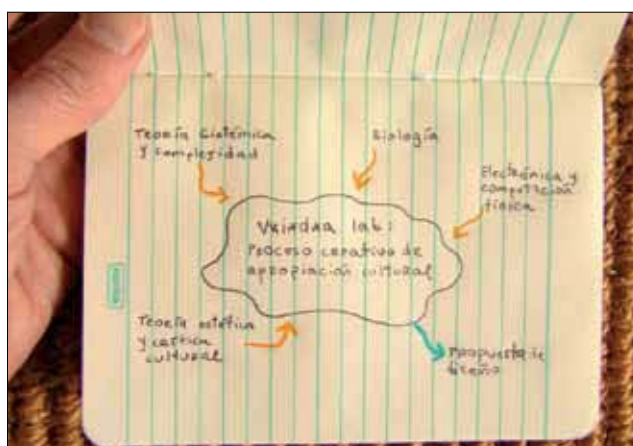 Teoría Sistémica
y complejidad
Biología
Electrónica y
computación
física
Vrindaa lab:
Proceso creativo de
apropiación cultural
Teoría estética
y crítica
cultural
Propuesta de
diseño